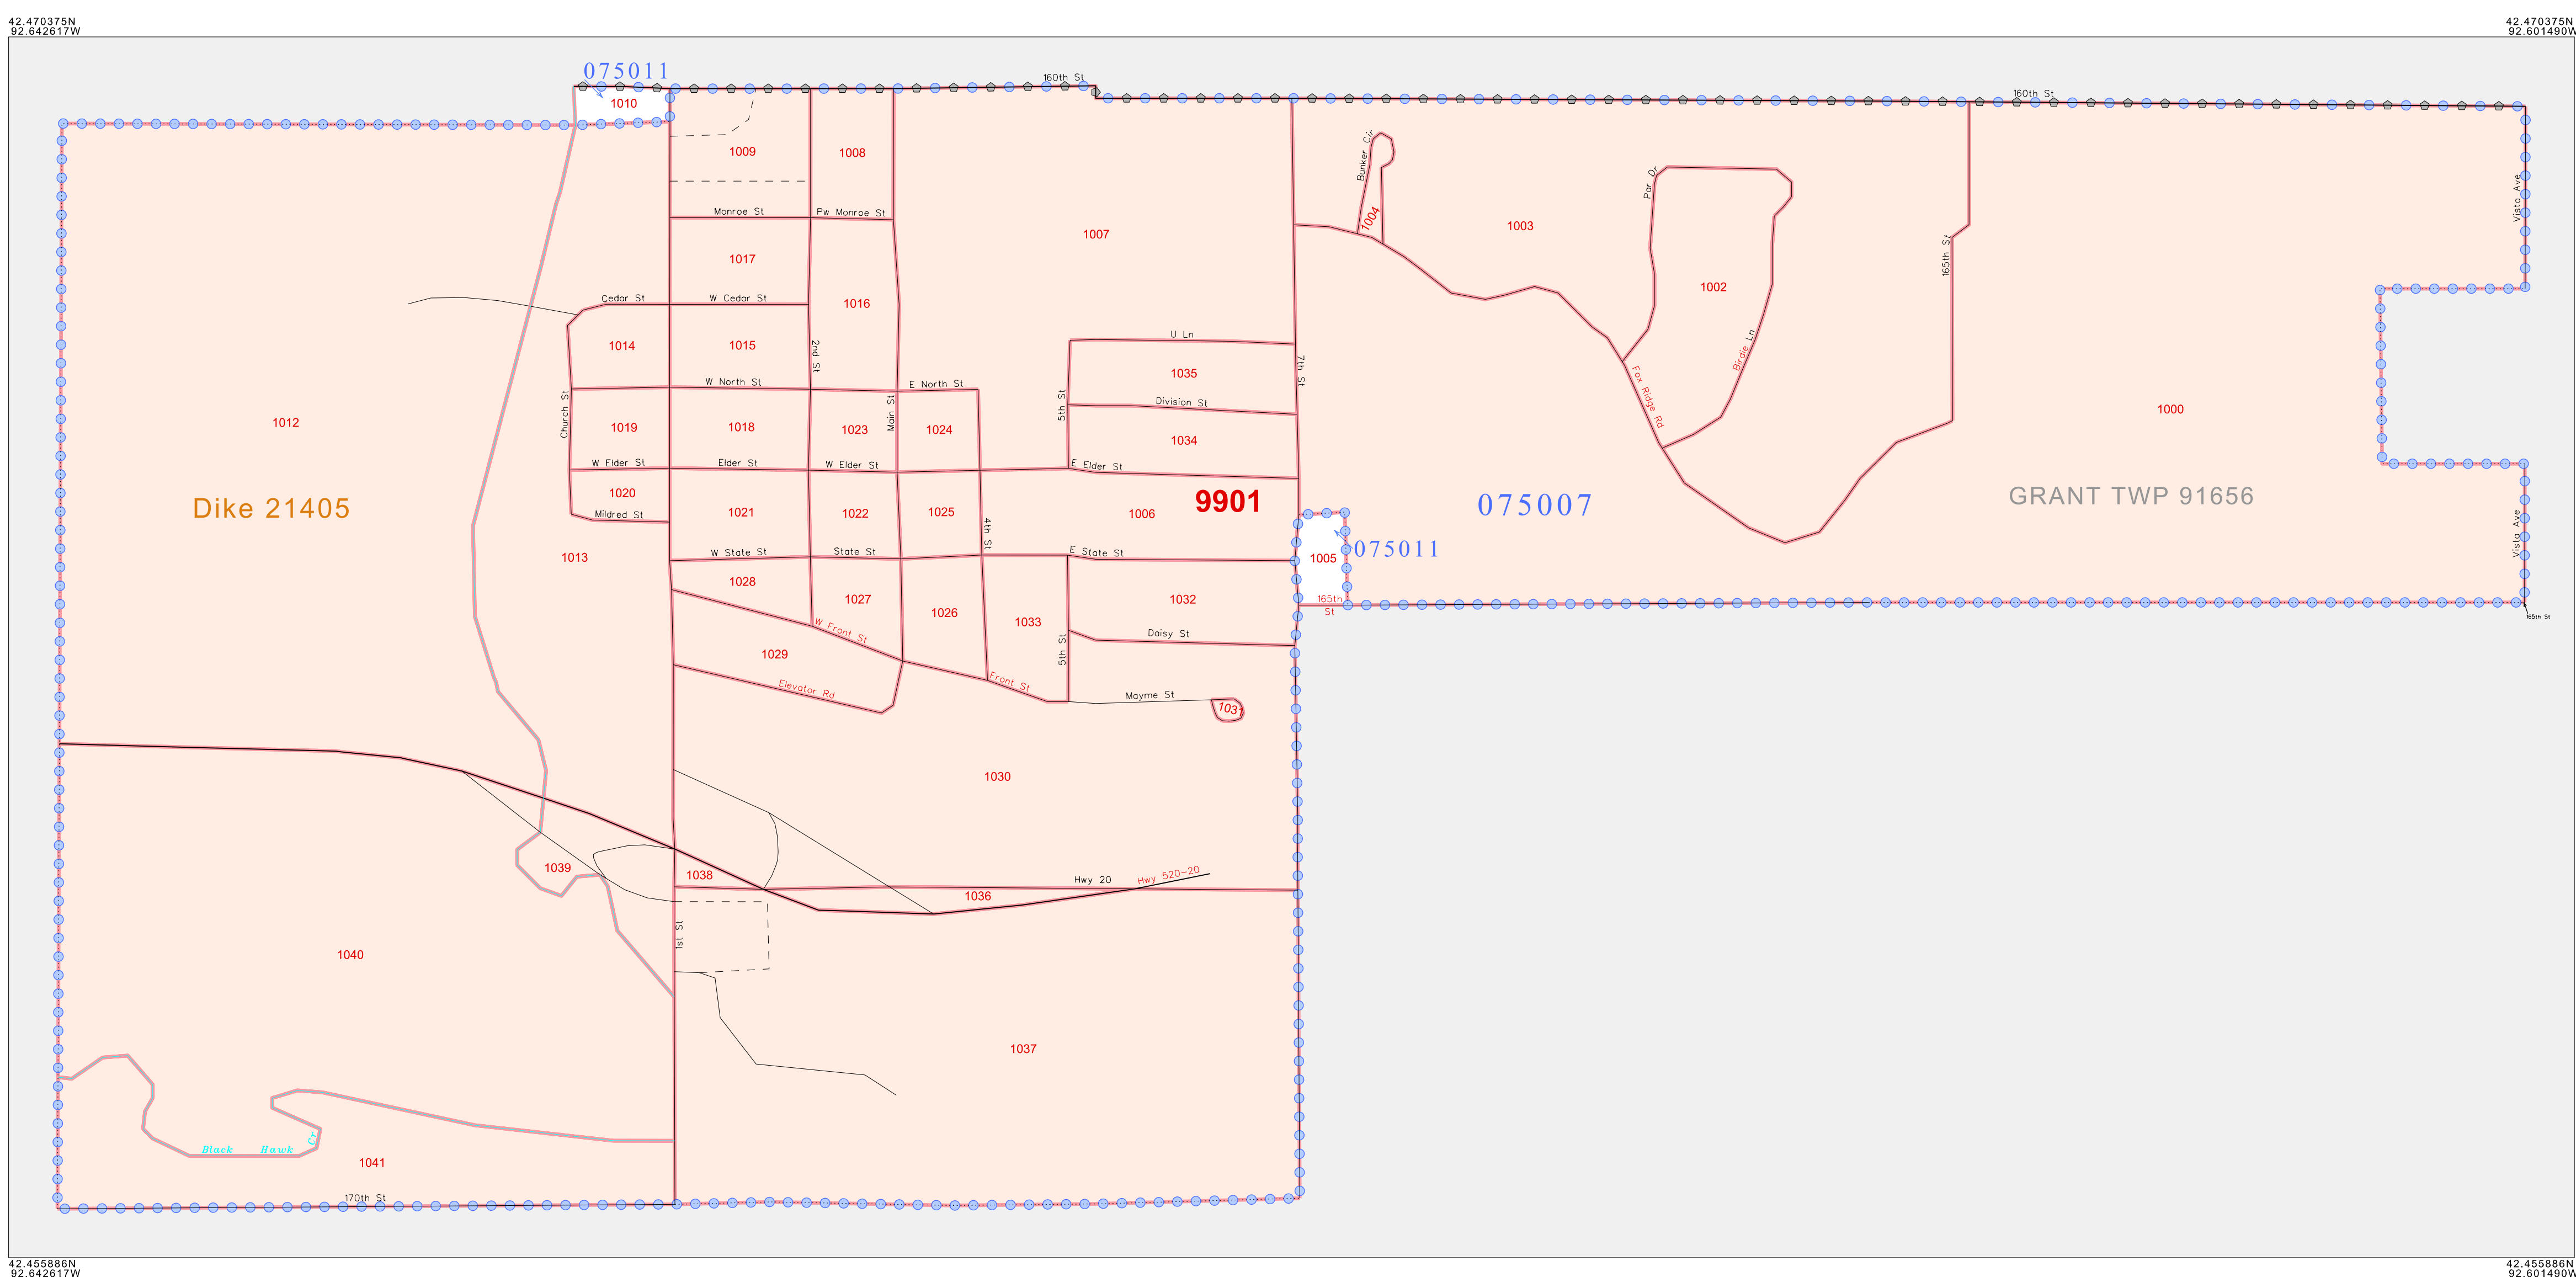 42.470375N
92.642617W
42.470375N
92.601490W
075011
160th St
160th St
1010
1009
1008
Bunker Cir
Par Dr
Vista Ave
1004
1003
Monroe St
Pw Monroe St
1007
165th St
1017
1002
Cedar St
W Cedar St
1016
1014
1015
2nd St
U Ln
7th St
Birdie Ln
1035
Fox Ridge Rd
W North St
E North St
Church St
Main St
5th St
Division St
1000
1012
1019
1018
1023
1024
1034
W Elder St
Elder St
W Elder St
E Elder St
1020
9901
075007
GRANT TWP 91656
Dike 21405
Mildred St
1021
1022
1025
4th St
1006
Vista Ave
1013
W State St
State St
E State St
1005
075011
1028
1027
1026
1033
1032
165th
St
165th St
W Front St
5th St
Daisy St
1029
Elevator Rd
Front St
Mayme St
1031
1030
1039
1038
Hwy 20
Hwy 520-20
1036
1st St
1040
1037
Black Hawk Cr
1041
170th St
42.455886N
92.642617W
42.455886N
92.601490W